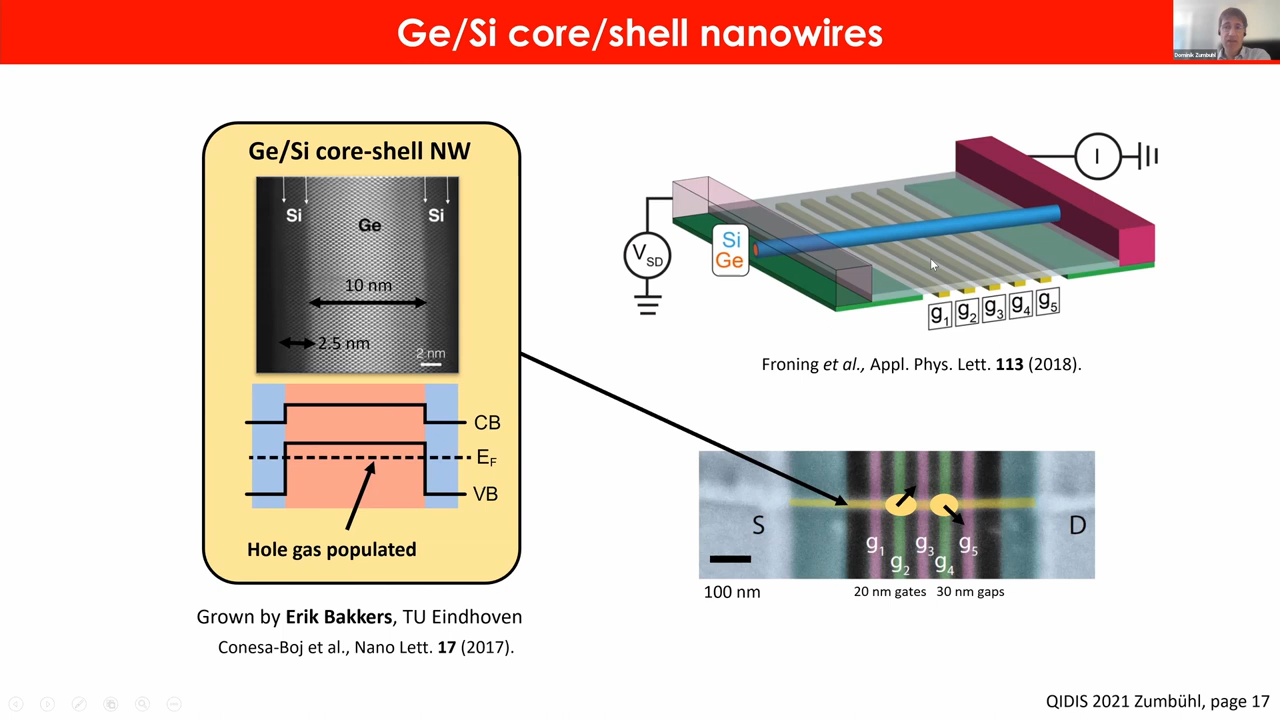 Ge/Si core/shell nanowires
Dominik Zumbuhl
Ge/Si core-shell NW
Si
Ge
Si
10 nm
2.5 nm
2 nm
CB
EF
VB
Hole gas populated
Grown by Erik Bakkers, TU Eindhoven
Conesa-Boj et al., Nano Lett. 17 (2017).
I
VSD
Si
Ge
g1
g2
g3
g4
g5
Froning et al., Appl. Phys. Lett. 113 (2018).
S
D
g1
g2
g3
g4
g5
100 nm
20 nm gates
30 nm gaps
QIDIS 2021 Zumbühl, page 17